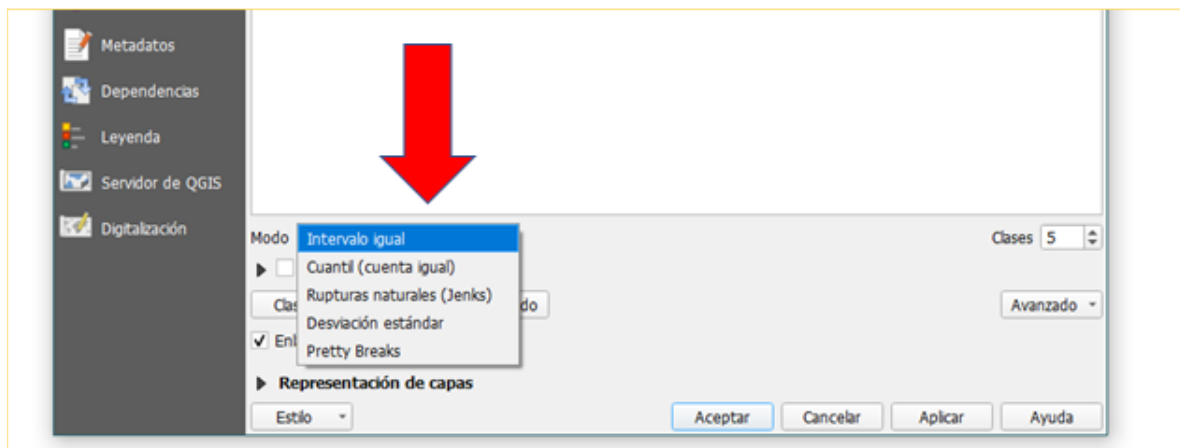 Metadatos
Dependencias
Leyenda
Servidor de QGIS
Digitalización
Modo Intervalo igual Clases 5
Cuantil (cuenta igual)
Rupturas naturales (Jenks)
Desviación estándar
Pretty Breaks
Avanzado
Representación de capas
Estilo Aceptar Cancelar Aplicar Ayuda